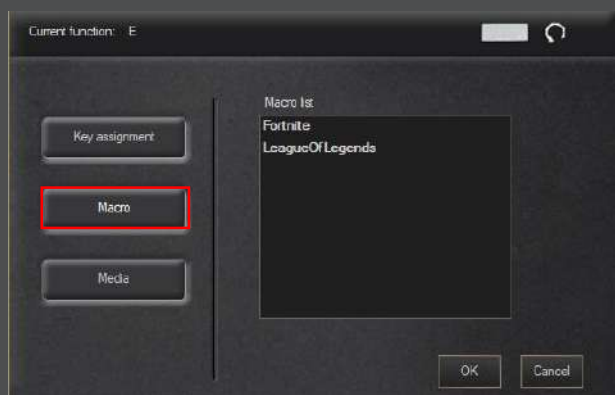 Current function: E
Key assignment
Macro
Media
Macro list
Fortnite
LeagueOfLegends
OK
Cancel